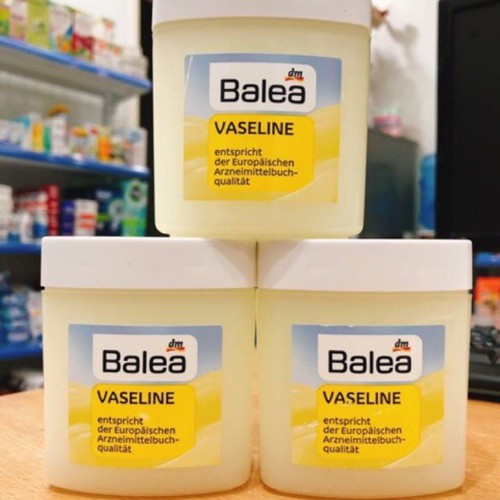 dm
Balea
VASELINE
entspricht
der Europäischen
Arzneimittelbuch-
qualität
dm
Balea
VASELINE
entspricht
der Europäischen
Arzneimittelbuch-
qualität
dm
Balea
VASELINE
entspricht
der Europäischen
Arzneimittelbuch-
qualität